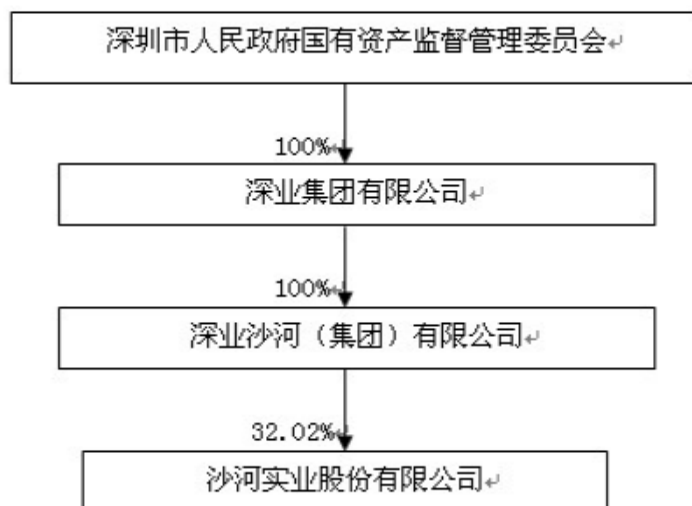 深圳市人民政府国有资产监督管理委员会↵
100%↵
深业集团有限公司↵
100%↵
深业沙河（集团）有限公司↵
32.02%↵
沙河实业股份有限公司↵